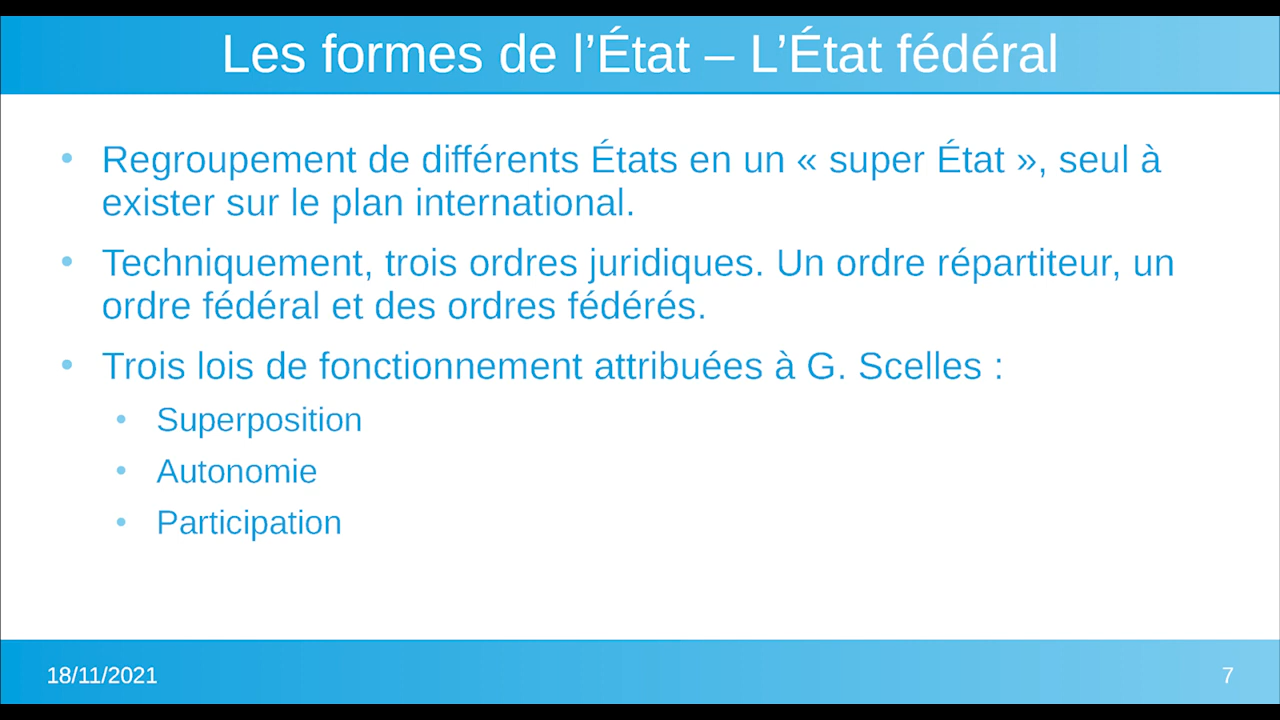 Les formes de l’État – L’État fédéral
• Regroupement de différents États en un « super État », seul à
exister sur le plan international.
• Techniquement, trois ordres juridiques. Un ordre répartiteur, un
ordre fédéral et des ordres fédérés.
• Trois lois de fonctionnement attribuées à G. Scelles :
• Superposition
• Autonomie
• Participation
18/11/2021
7